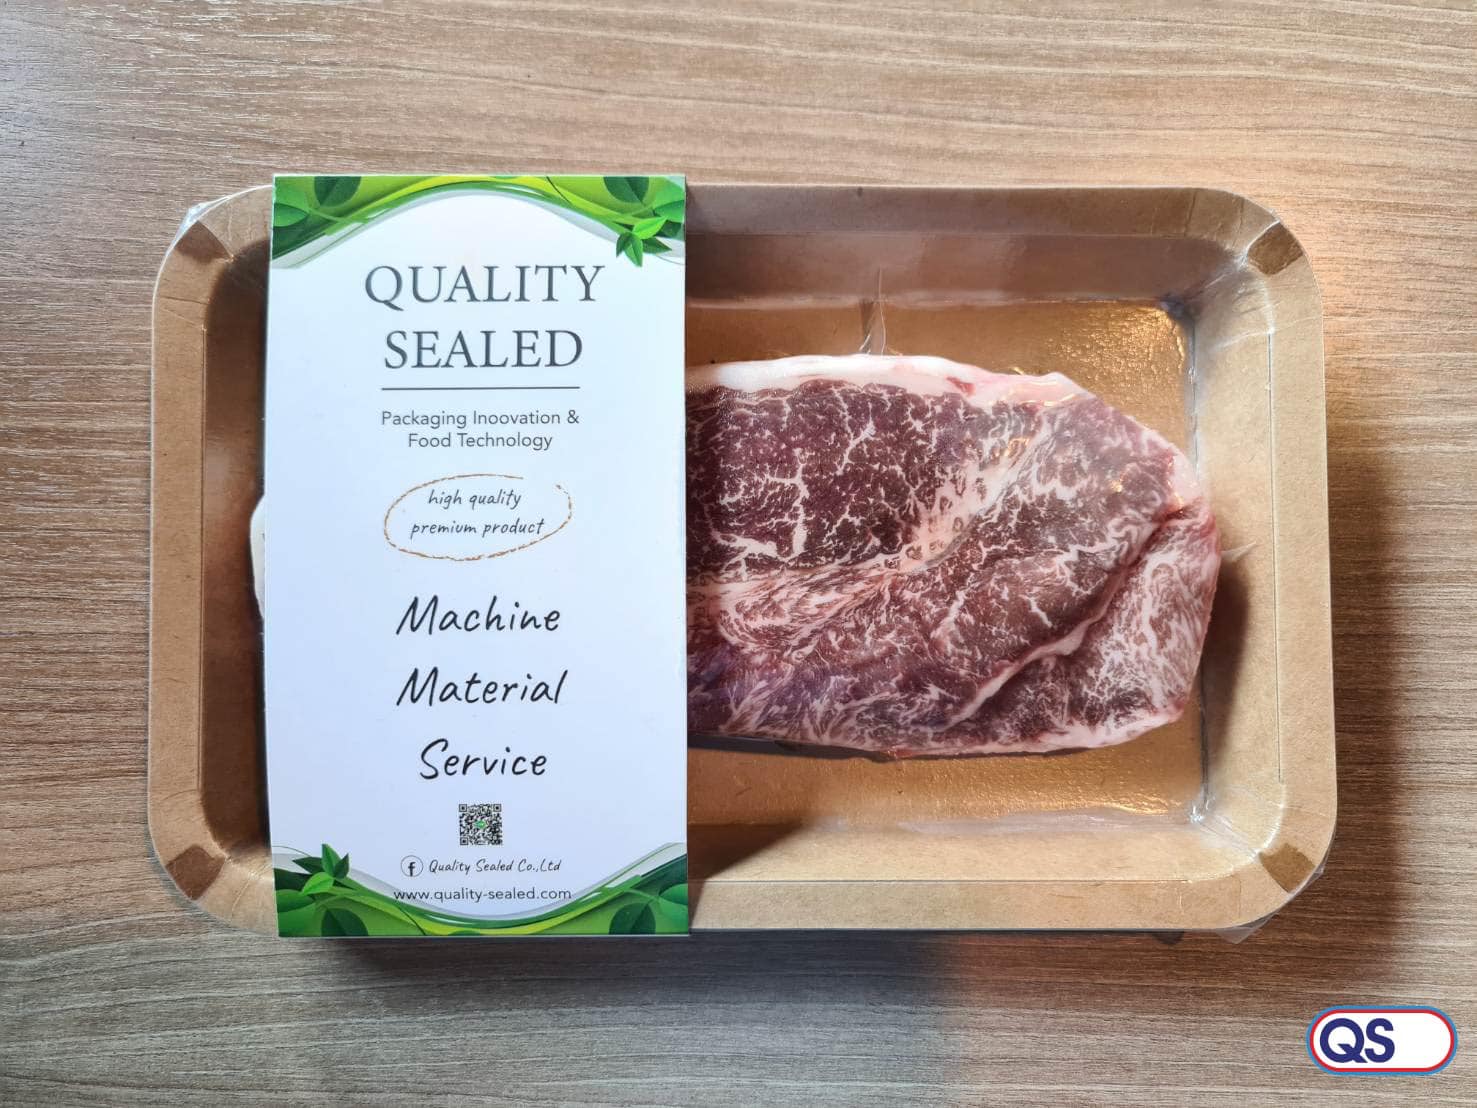 QUALITY
SEALED
Packaging Inoovation &
Food Technology
high quality
premium product
Machine
Material
Service
f Quality Sealed Co.,Ltd
www.quality-sealed.com
QS